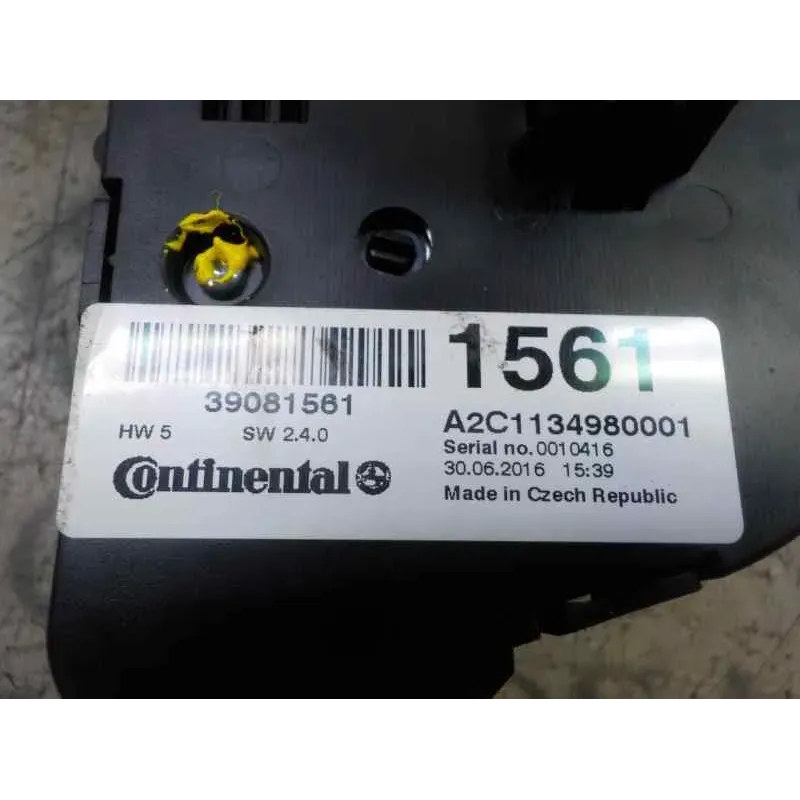 1561
39081561
A2C1134980001
HW 5 SW 2.4.0
Serial no.0010416
30.06.2016 15:39
Continental
Made in Czech Republic